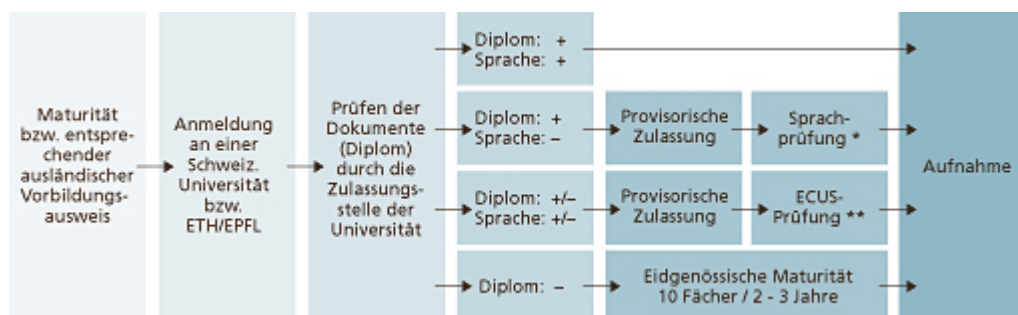 Maturität
bzw. entspre-
chender
ausländischer
Vorbildungs-
ausweis
Anmeldung
an einer
Schweiz.
Universität
bzw.
ETH/EPFL
Prüfen der
Dokumente
(Diplom)
durch die
Zulassungs-
stelle der
Universität
Diplom: +
Sprache: +
Diplom: +
Sprache: –
Provisorische
Zulassung
Sprach-
prüfung *
Diplom: +/–
Sprache: +/–
Provisorische
Zulassung
ECUS-
Prüfung **
Diplom: –
Eidgenössische Maturität
10 Fächer / 2 - 3 Jahre
Aufnahme